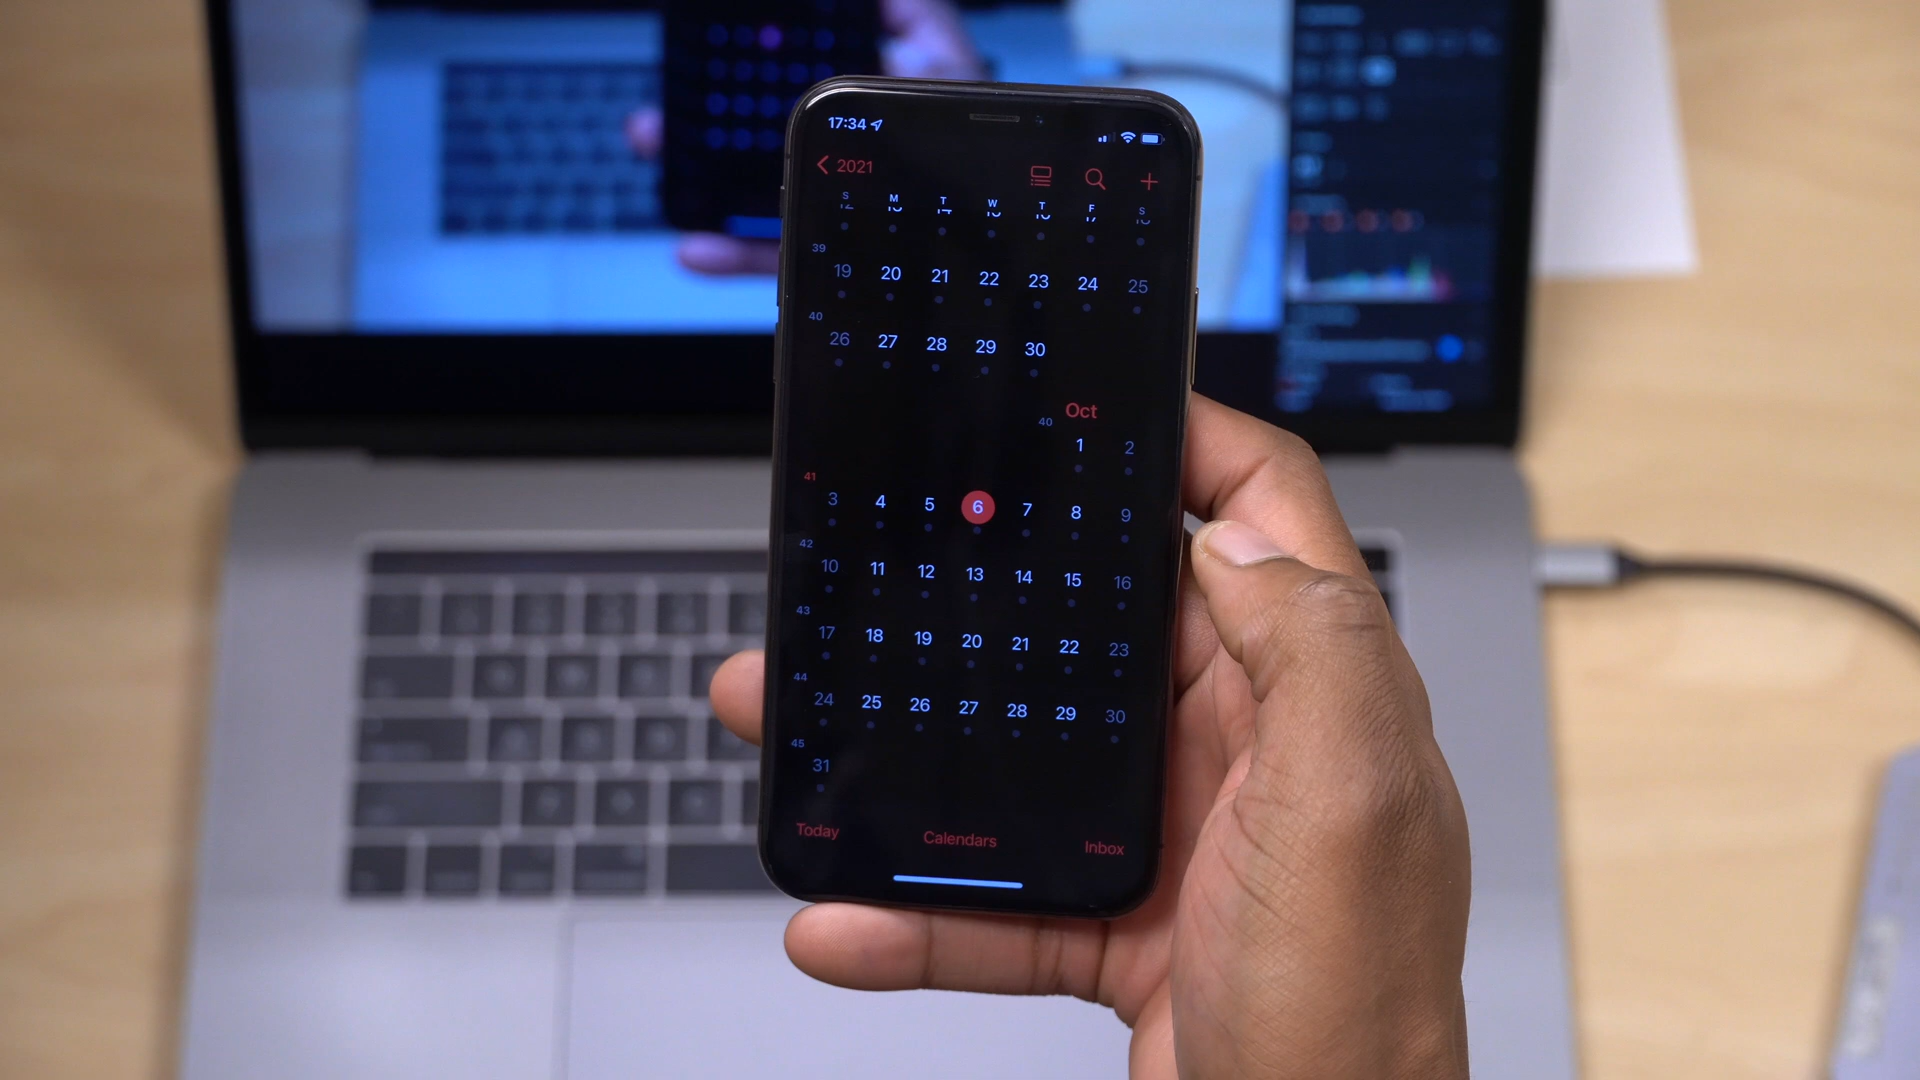 17:34
2021
S M T W T F S
39
19 20 21 22 23 24 25
40
26 27 28 29 30
Oct
40
1 2
41
3 4 5 6 7 8 9
42
10 11 12 13 14 15 16
43
17 18 19 20 21 22 23
44
24 25 26 27 28 29 30
45
31
Today Calendars Inbox